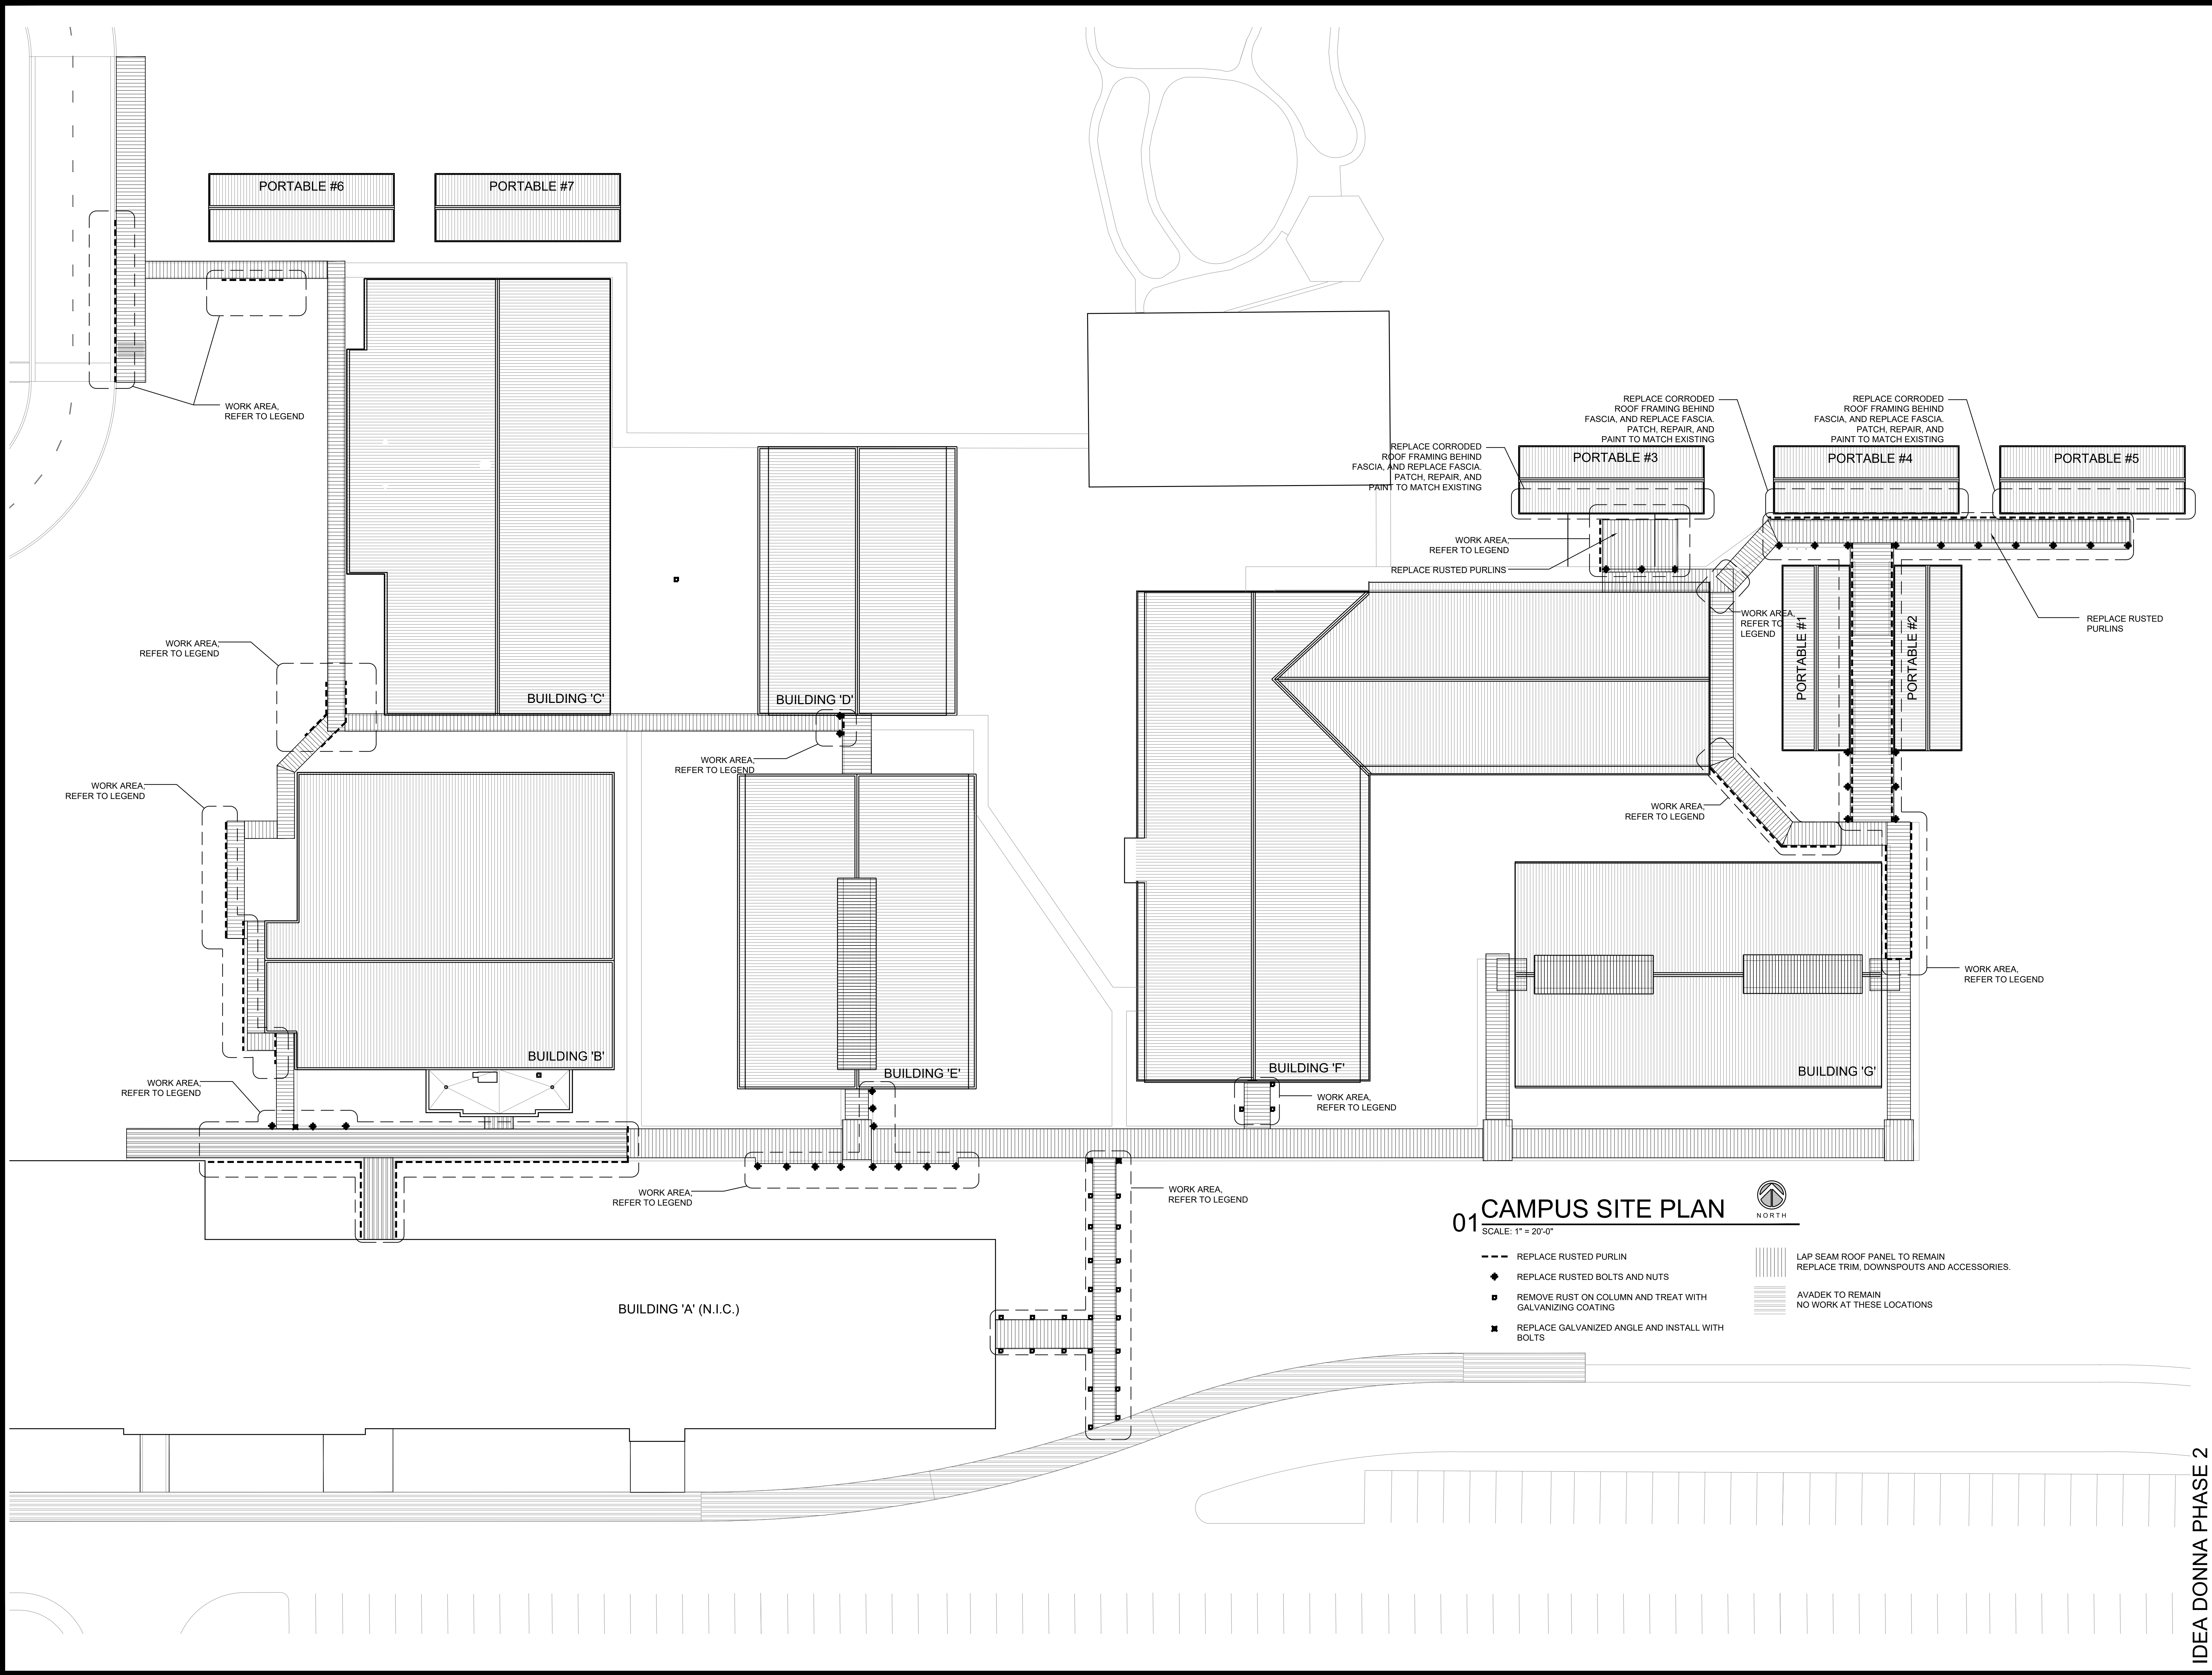 PORTABLE #6
PORTABLE #7
WORK AREA,
REFER TO LEGEND
REPLACE CORRODED
ROOF FRAMING BEHIND
FASCIA, AND REPLACE FASCIA.
PATCH, REPAIR, AND
PAINT TO MATCH EXISTING
REPLACE CORRODED
ROOF FRAMING BEHIND
FASCIA, AND REPLACE FASCIA.
PATCH, REPAIR, AND
PAINT TO MATCH EXISTING
REPLACE CORRODED
ROOF FRAMING BEHIND
FASCIA, AND REPLACE FASCIA.
PATCH, REPAIR, AND
PAINT TO MATCH EXISTING
PORTABLE #3
PORTABLE #4
PORTABLE #5
WORK AREA,
REFER TO LEGEND
REPLACE RUSTED PURLINS
WORK AREA,
REFER TO
LEGEND
PORTABLE #1
PORTABLE #2
REPLACE RUSTED
PURLINS
WORK AREA,
REFER TO LEGEND
BUILDING 'C'
BUILDING 'D'
WORK AREA,
REFER TO LEGEND
WORK AREA,
REFER TO LEGEND
WORK AREA,
REFER TO LEGEND
WORK AREA,
REFER TO LEGEND
BUILDING 'B'
BUILDING 'E'
BUILDING 'F'
BUILDING 'G'
WORK AREA,
REFER TO LEGEND
WORK AREA,
REFER TO LEGEND
WORK AREA,
REFER TO LEGEND
WORK AREA,
REFER TO LEGEND
BUILDING 'A' (N.I.C.)
01
CAMPUS SITE PLAN
NORTH
SCALE: 1" = 20'-0"
REPLACE RUSTED PURLIN
REPLACE RUSTED BOLTS AND NUTS
REMOVE RUST ON COLUMN AND TREAT WITH
GALVANIZING COATING
REPLACE GALVANIZED ANGLE AND INSTALL WITH
BOLTS
LAP SEAM ROOF PANEL TO REMAIN
REPLACE TRIM, DOWNSPOUTS AND ACCESSORIES.
AVADEK TO REMAIN
NO WORK AT THESE LOCATIONS
IDEA DONNA PHASE 2